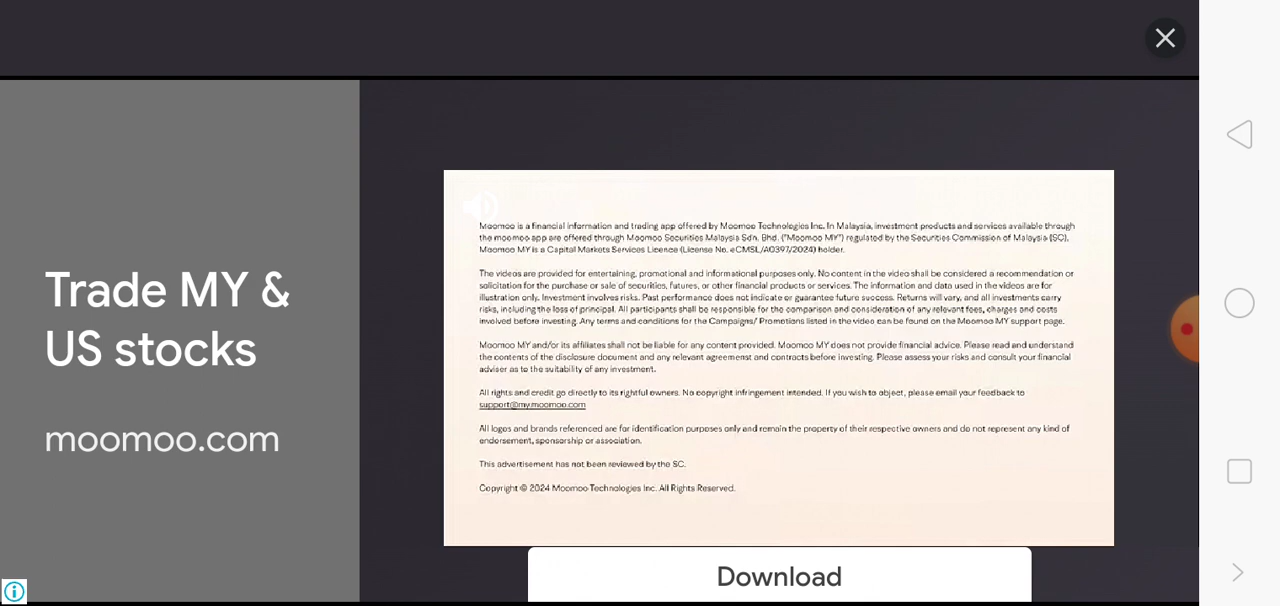 Trade MY &
US stocks
moomoo.com
Moomoo is a financial information and trading app offered by Moomoo Technologies Inc. In Malaysia, investment products and services available through
the moomoo app are offered through Moomoo Securities Malaysia Sdn. Bhd. ("Moomoo MY") regulated by the Securities Commission of Malaysia (SC).
Moomoo MY is a Capital Markets Services Licence (License No. eCMSL/A0397/2024) holder.
The videos are provided for entertaining, promotional and informational purposes only. No content in the video shall be considered a recommendation or
solicitation for the purchase or sale of securities, futures, or other financial products or services. The information and data used in the videos are for
illustration only. Investment involves risks. Past performance does not indicate or guarantee future success. Returns will vary, and all investments carry
risks, including the loss of principal. All participants shall be responsible for the comparison and consideration of any relevant fees, charges and costs
involved before investing. Any terms and conditions for the Campaigns/ Promotions listed in the video can be found on the Moomoo MY support page.
Moomoo MY and/or its affiliates shall not be liable for any content provided. Moomoo MY does not provide financial advice. Please read and understand
the contents of the disclosure document and any relevant agreements and contracts before investing. Please assess your risks and consult your financial
adviser as to the suitability of any investment.
All rights and credit go directly to its rightful owners. No copyright infringement intended. If you wish to object, please email your feedback to
support@my.moomoo.com
All logos and brands referenced are for identification purposes only and remain the property of their respective owners and do not represent any kind of
endorsement, sponsorship or association.
This advertisement has not been reviewed by the SC.
Copyright © 2024 Moomoo Technologies Inc. All Rights Reserved.
Download